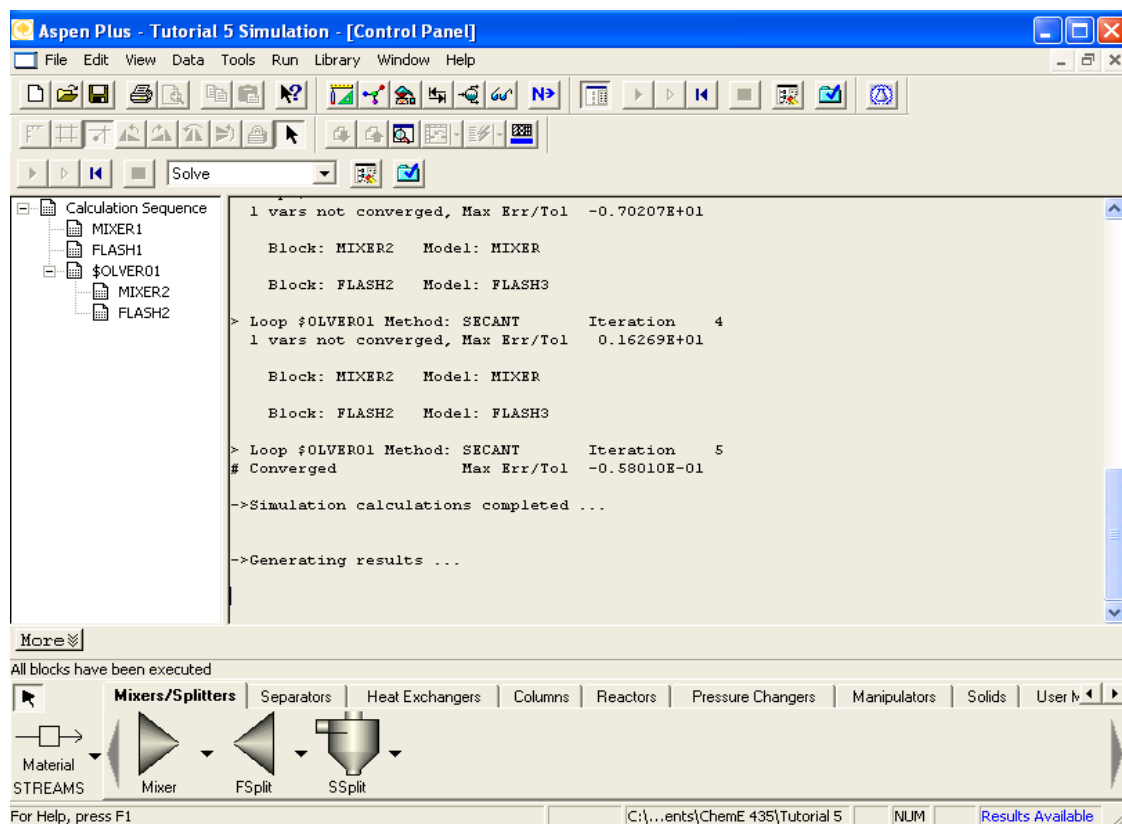 Aspen Plus - Tutorial 5 Simulation - [Control Panel]
File Edit View Data Tools Run Library Window Help
N>
Solve
Calculation Sequence
MIXER1
FLASH1
$OLVER01
MIXER2
FLASH2
1 vars not converged, Max Err/Tol -0.70207E+01
Block: MIXER2 Model: MIXER
Block: FLASH2 Model: FLASH3
> Loop $OLVER01 Method: SECANT Iteration 4
1 vars not converged, Max Err/Tol 0.16269E+01
Block: MIXER2 Model: MIXER
Block: FLASH2 Model: FLASH3
> Loop $OLVER01 Method: SECANT Iteration 5
# Converged Max Err/Tol -0.58010E-01
->Simulation calculations completed ...
->Generating results ...
More
All blocks have been executed
Mixers/Splitters Separators Heat Exchangers Columns Reactors Pressure Changers Manipulators Solids User
Material
STREAMS Mixer FSplit SSplit
For Help, press F1 C:\...ents\ChemE 435\Tutorial 5 NUM Results Available